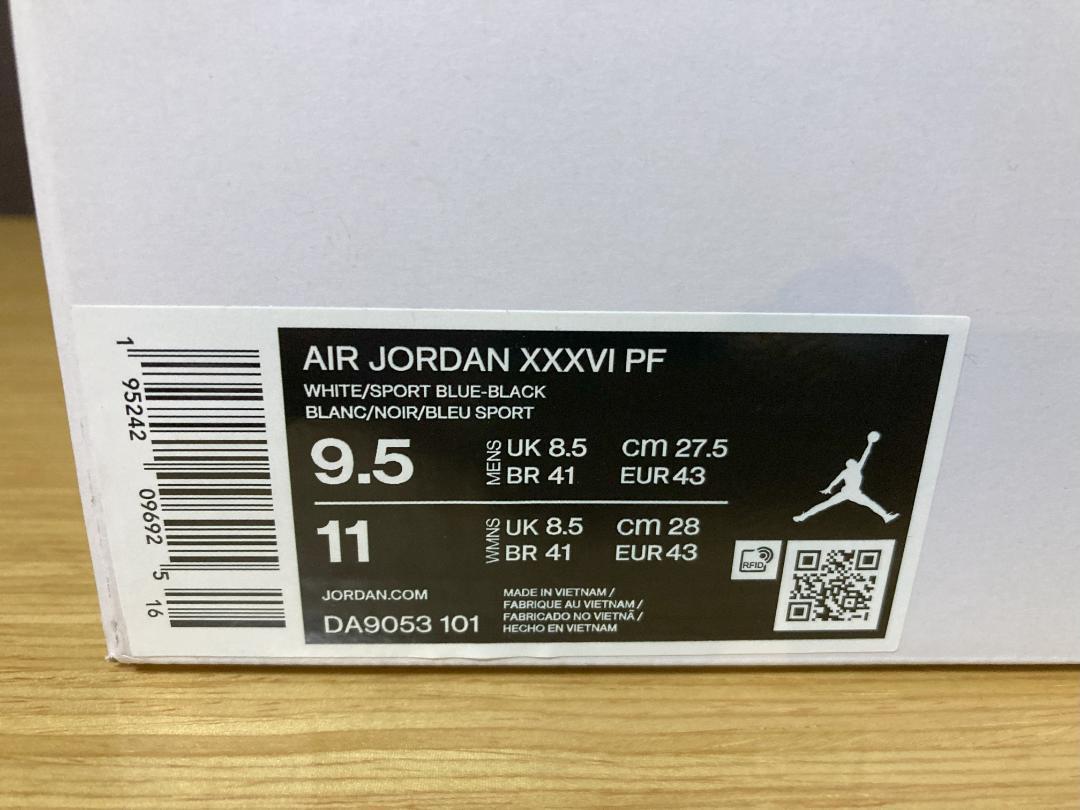 AIR JORDAN XXXVI PF
WHITE/SPORT BLUE-BLACK
BLANC/NOIR/BLEU SPORT
9.5 MENS UK 8.5 cm 27.5
BR 41 EUR 43
11 WMNS UK 8.5 cm 28
BR 41 EUR 43
RFID
JORDAN.COM
DA9053 101
MADE IN VIETNAM /
FABRIQUE AU VIETNAM /
FABRICADO NO VIETNÃ /
HECHO EN VIETNAM
1 95242 09692 5 16